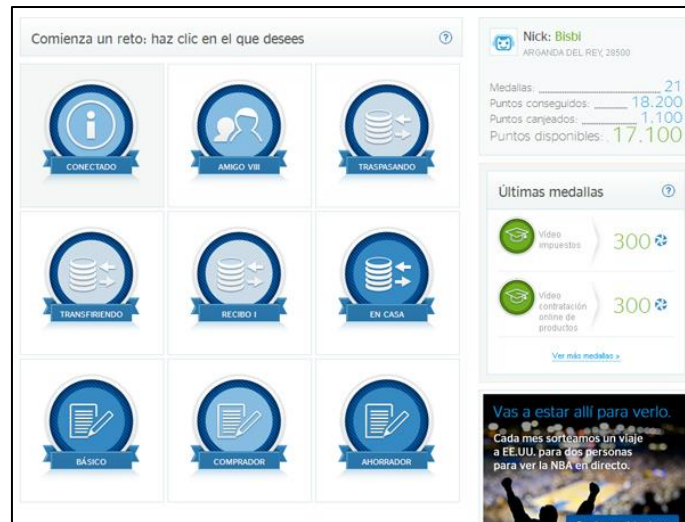 Comienza un reto: haz clic en el que desees
CONECTADO
AMIGO VIII
TRASPASANDO
TRANSFIRIENDO
RECIBO I
EN CASA
BÁSICO
COMPRADOR
AHORRADOR
Nick: Bisbi
ARGANDA DEL REY, 28500
Medallas: 21
Puntos conseguidos: 18.200
Puntos canjeados: 1.100
Puntos disponibles: 17.100
Últimas medallas
Vídeo
impuestos
300
Vídeo
contratación
online de
productos
300
Ver más medallas »
Vas a estar allí para verlo.
Cada mes sorteamos un viaje
a EE.UU. para dos personas
para ver la NBA en directo.